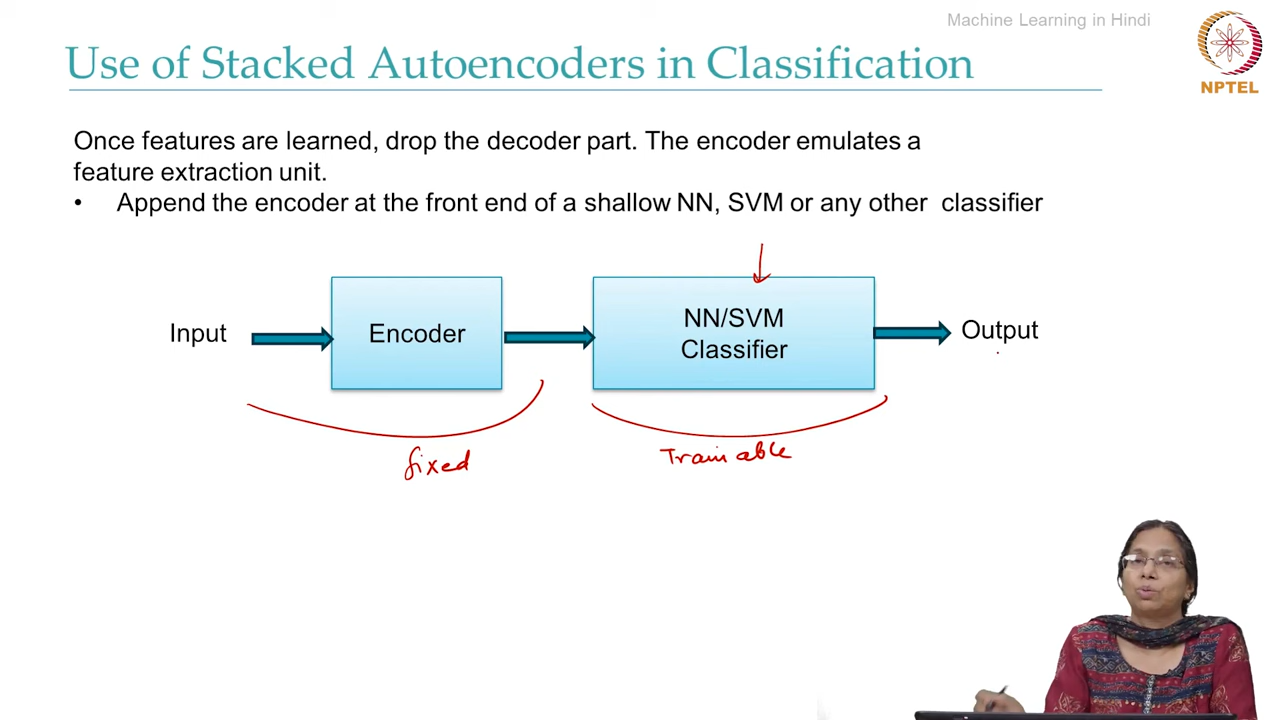 Machine Learning in Hindi
NPTEL
Use of Stacked Autoencoders in Classification
Once features are learned, drop the decoder part. The encoder emulates a
feature extraction unit.
• Append the encoder at the front end of a shallow NN, SVM or any other classifier
Input
Encoder
NN/SVM
Classifier
Output
fixed
Trainable